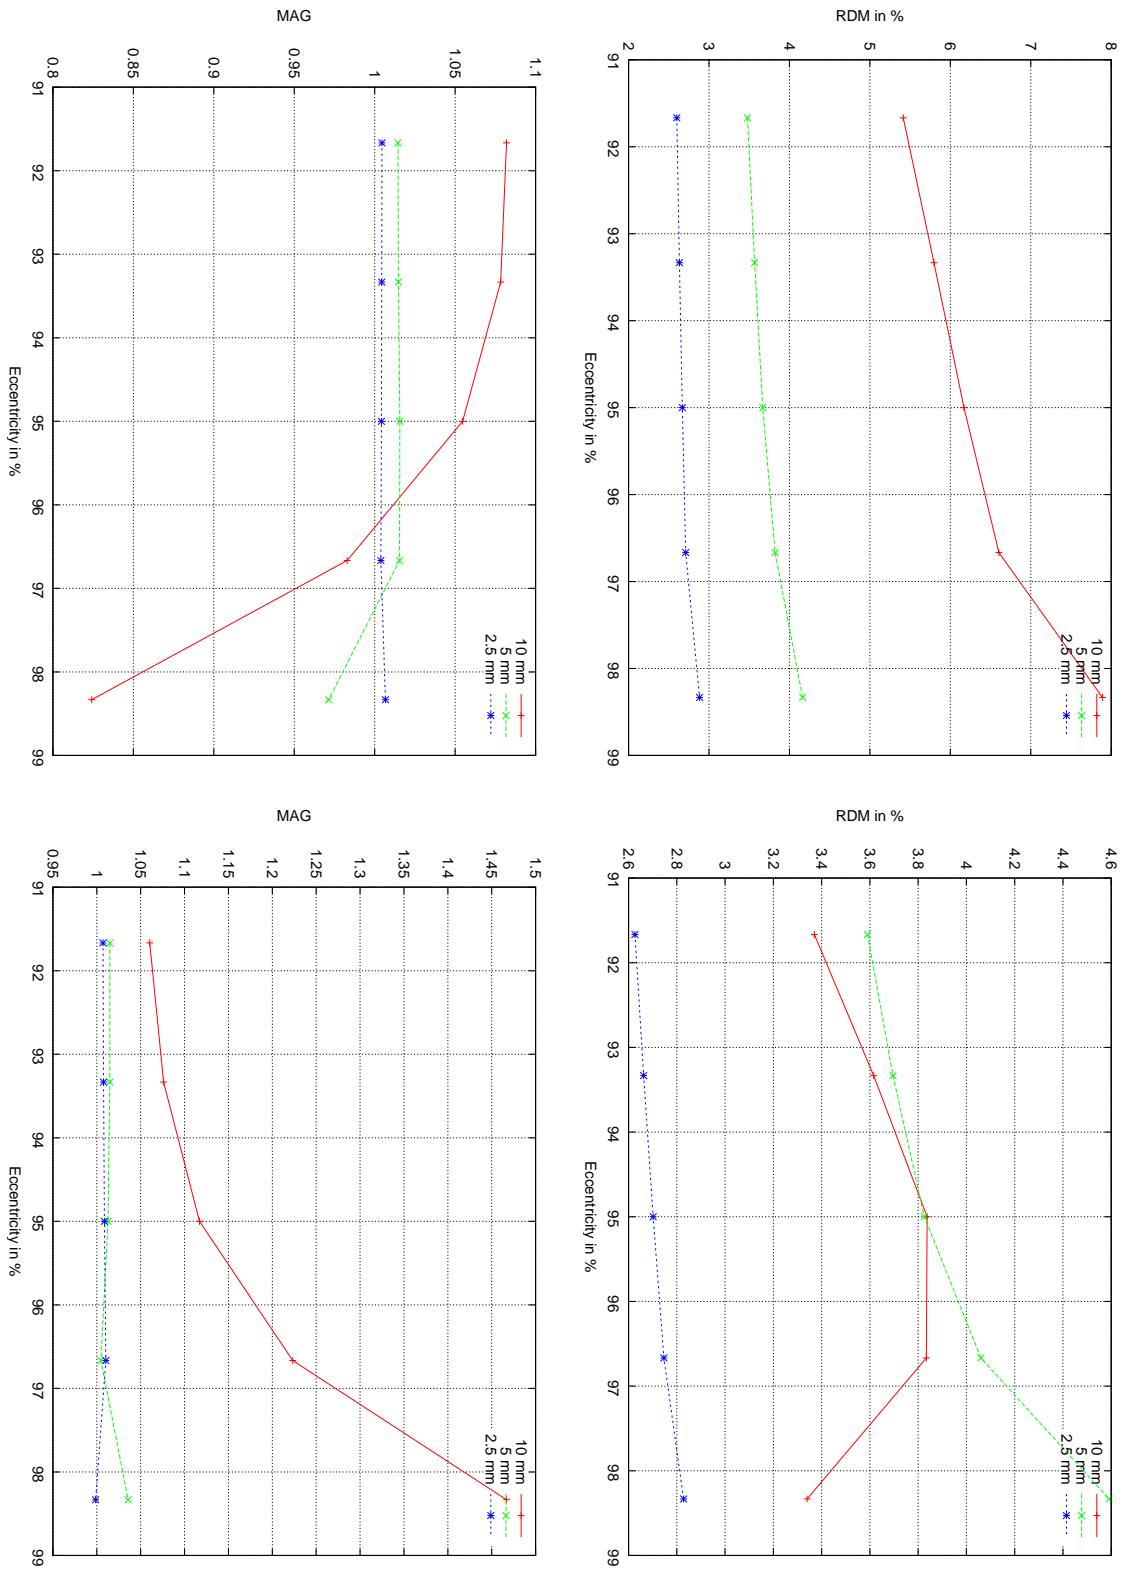 RDM in %
8
7
6
5
4
3
2
10 mm
5 mm
2.5 mm
91 92 93 94 95 96 97 98 99
Eccentricity in %
RDM in %
4.6
4.4
4.2
4
3.8
3.6
3.4
3.2
3
2.8
2.6
10 mm
5 mm
2.5 mm
91 92 93 94 95 96 97 98 99
Eccentricity in %
MAG
1.1
1.05
1
0.95
0.9
0.85
0.8
10 mm
5 mm
2.5 mm
91 92 93 94 95 96 97 98 99
Eccentricity in %
MAG
1.5
1.45
1.4
1.35
1.3
1.25
1.2
1.15
1.1
1.05
1
0.95
10 mm
5 mm
2.5 mm
91 92 93 94 95 96 97 98 99
Eccentricity in %